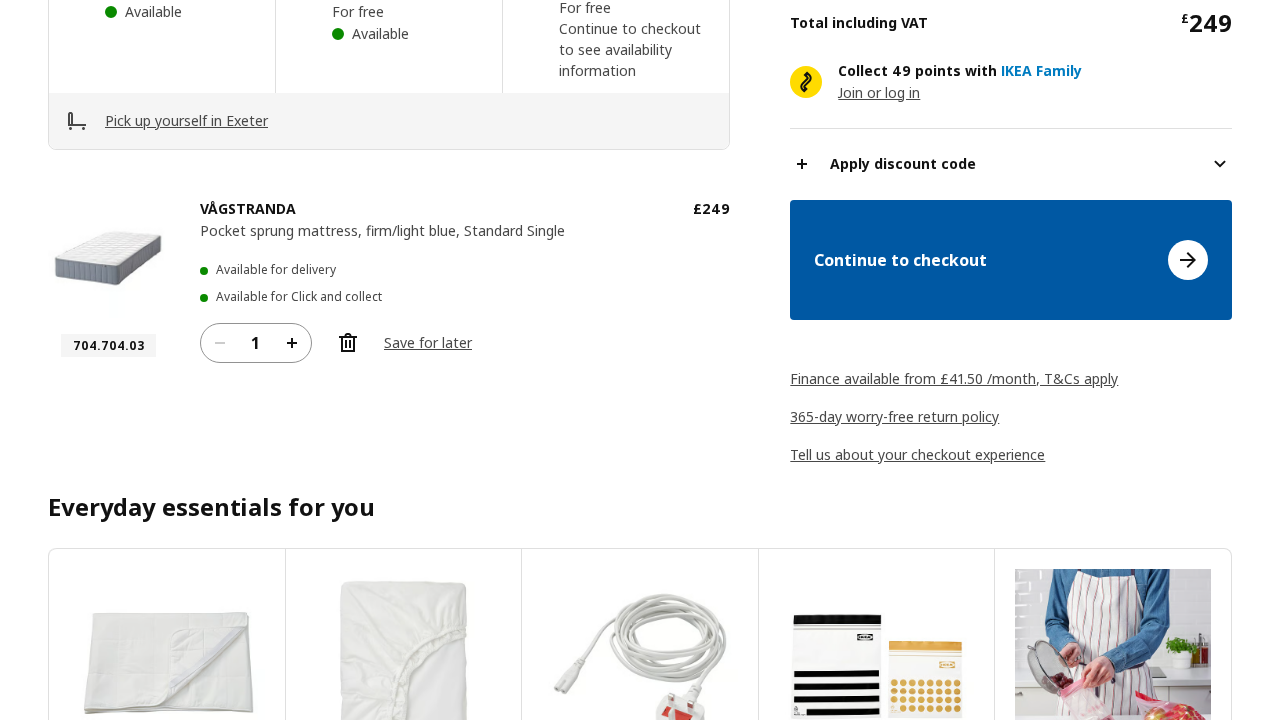 Available
For free
Available
For free
Continue to checkout
to see availability
information
Pick up yourself in Exeter
VÅGSTRANDA
£249
Pocket sprung mattress, firm/light blue, Standard Single
Available for delivery
Available for Click and collect
704.704.03
1
Save for later
Total including VAT
£249
Collect 49 points with IKEA Family
Join or log in
Apply discount code
Continue to checkout
Finance available from £41.50 /month, T&Cs apply
365-day worry-free return policy
Tell us about your checkout experience
Everyday essentials for you
IKEA
IKEA